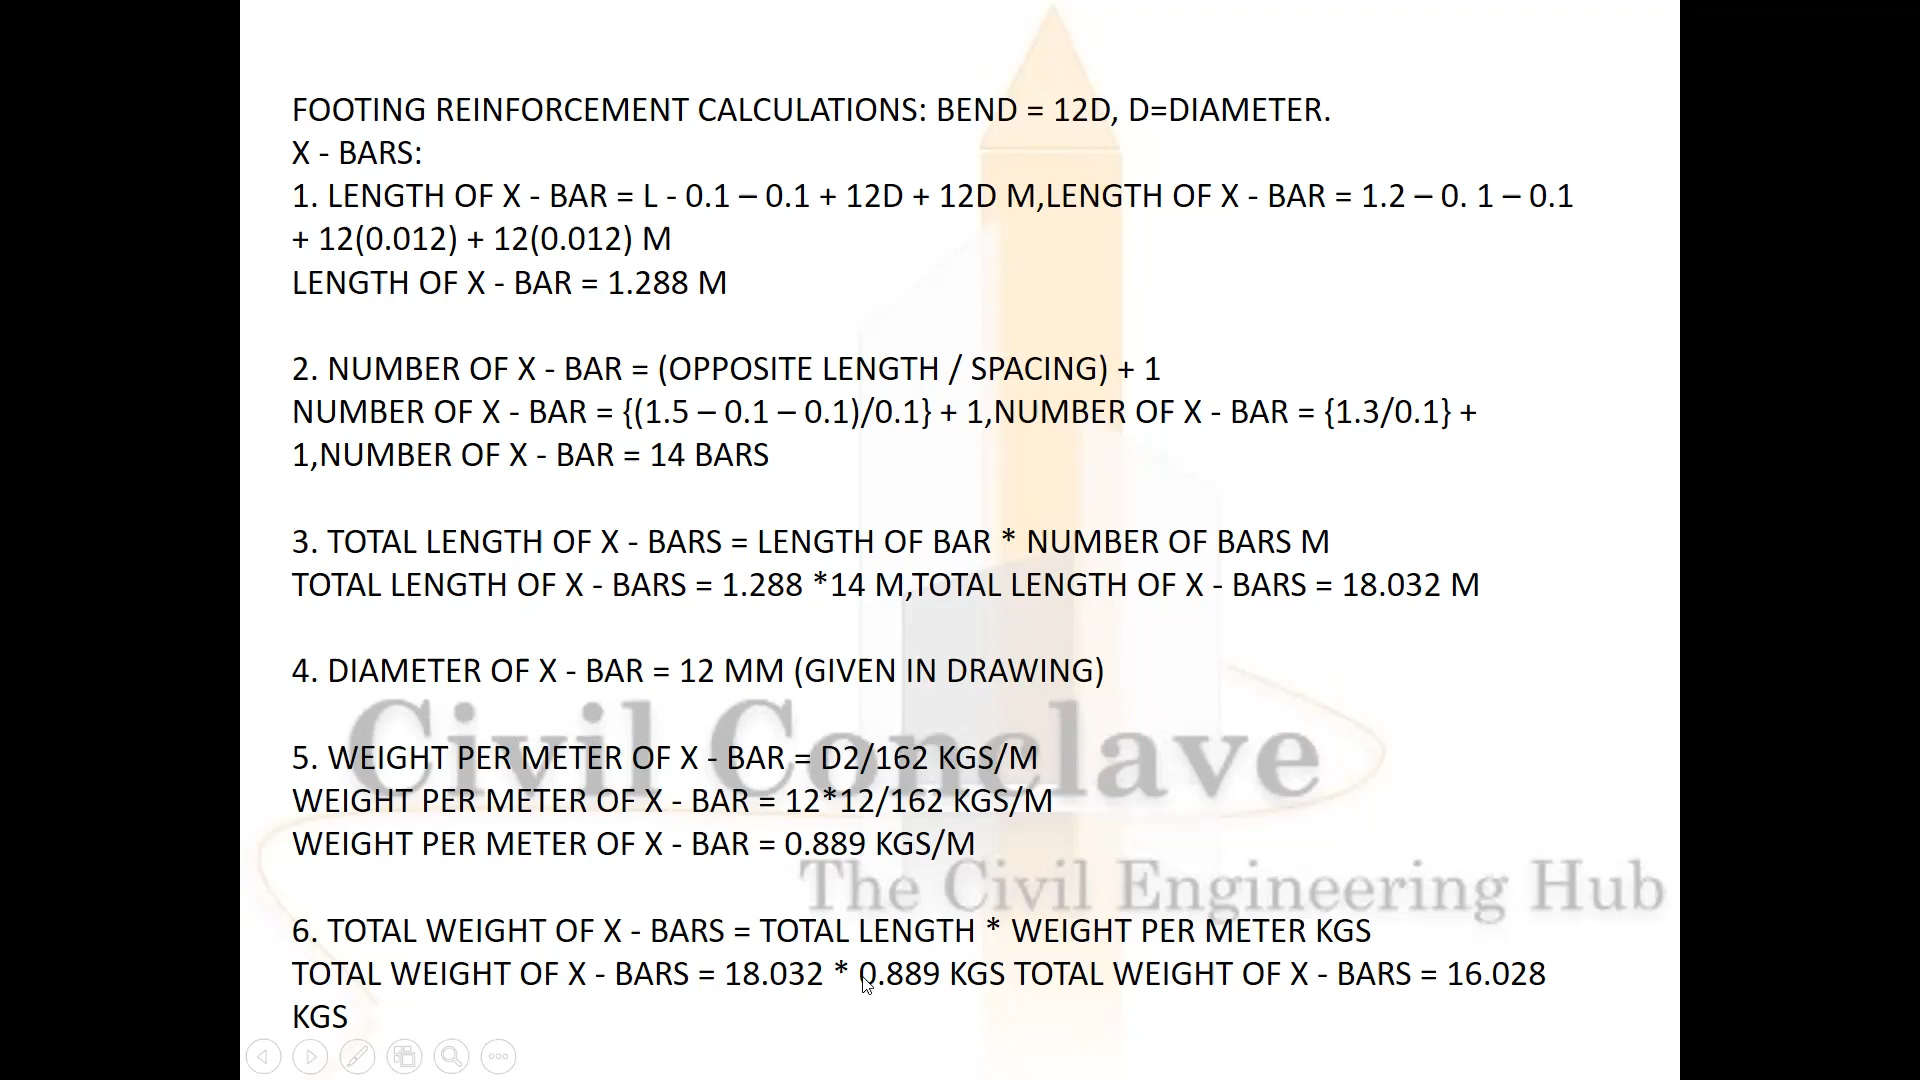 FOOTING REINFORCEMENT CALCULATIONS: BEND = 12D, D=DIAMETER.
X - BARS:
1. LENGTH OF X - BAR = L - 0.1 – 0.1 + 12D + 12D M,LENGTH OF X - BAR = 1.2 – 0. 1 – 0.1
+ 12(0.012) + 12(0.012) M
LENGTH OF X - BAR = 1.288 M
2. NUMBER OF X - BAR = (OPPOSITE LENGTH / SPACING) + 1
NUMBER OF X - BAR = {(1.5 – 0.1 – 0.1)/0.1} + 1,NUMBER OF X - BAR = {1.3/0.1} +
1,NUMBER OF X - BAR = 14 BARS
3. TOTAL LENGTH OF X - BARS = LENGTH OF BAR * NUMBER OF BARS M
TOTAL LENGTH OF X - BARS = 1.288 *14 M,TOTAL LENGTH OF X - BARS = 18.032 M
4. DIAMETER OF X - BAR = 12 MM (GIVEN IN DRAWING)
Civil Conclave
5. WEIGHT PER METER OF X - BAR = D2/162 KGS/M
WEIGHT PER METER OF X - BAR = 12*12/162 KGS/M
WEIGHT PER METER OF X - BAR = 0.889 KGS/M
The Civil Engineering Hub
6. TOTAL WEIGHT OF X - BARS = TOTAL LENGTH * WEIGHT PER METER KGS
TOTAL WEIGHT OF X - BARS = 18.032 * 0.889 KGS TOTAL WEIGHT OF X - BARS = 16.028
KGS